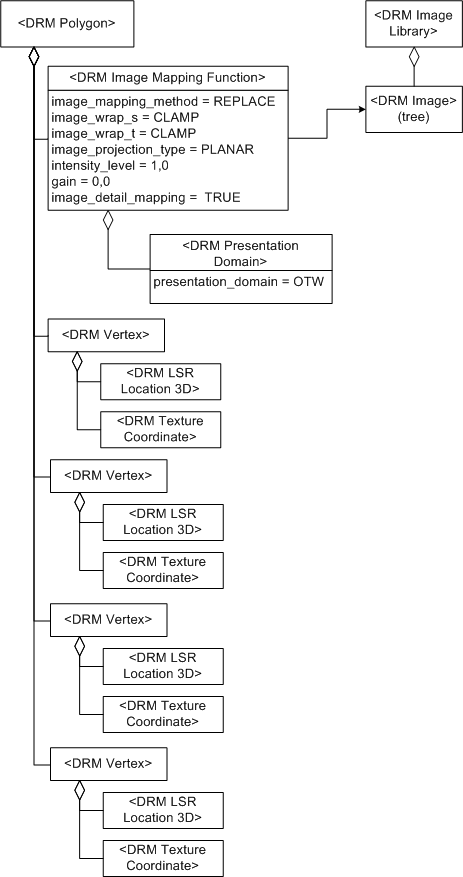 <DRM Polygon>
<DRM Image
Library>
<DRM Image Mapping Function>
image_mapping_method = REPLACE
image_wrap_s = CLAMP
image_wrap_t = CLAMP
image_projection_type = PLANAR
intensity_level = 1,0
gain = 0,0
image_detail_mapping =  TRUE
<DRM Image>
(tree)
<DRM Presentation
Domain>
presentation_domain = OTW
<DRM Vertex>
<DRM LSR
Location 3D>
<DRM Texture
Coordinate>
<DRM Vertex>
<DRM LSR
Location 3D>
<DRM Texture
Coordinate>
<DRM Vertex>
<DRM LSR
Location 3D>
<DRM Texture
Coordinate>
<DRM Vertex>
<DRM LSR
Location 3D>
<DRM Texture
Coordinate>